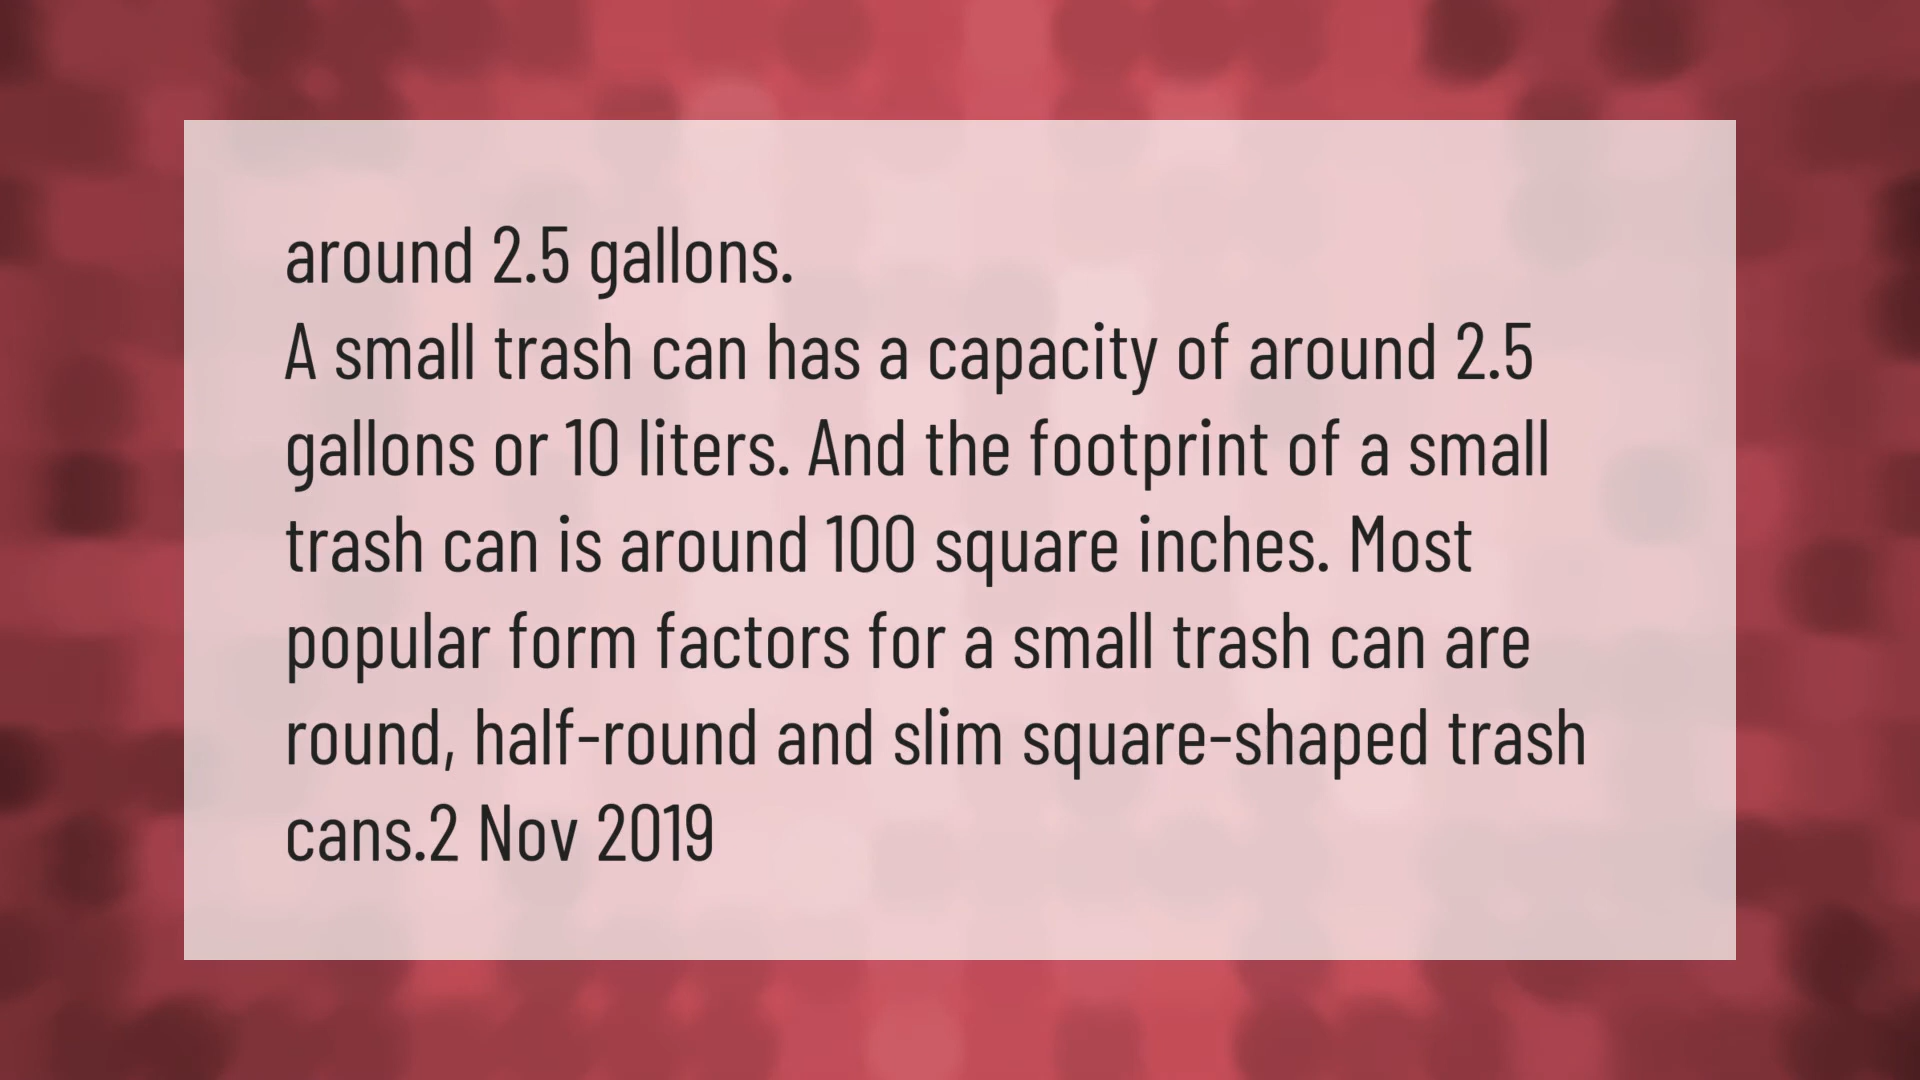 around 2.5 gallons.
A small trash can has a capacity of around 2.5
gallons or 10 liters. And the footprint of a small
trash can is around 100 square inches. Most
popular form factors for a small trash can are
round, half-round and slim square-shaped trash
cans.2 Nov 2019